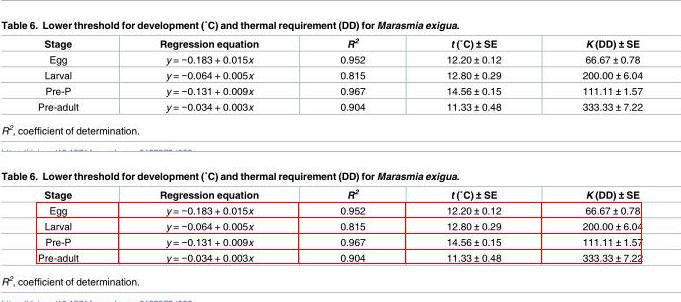 Table 6. Lower threshold for development (˚C) and thermal requirement (DD) for Marasmia exigua.
Stage Regression equation R² t (˚C) ± SE K (DD) ± SE
Egg y = −0.183 + 0.015x 0.952 12.20 ± 0.12 66.67 ± 0.78
Larval y = −0.064 + 0.005x 0.815 12.80 ± 0.29 200.00 ± 6.04
Pre-P y = −0.131 + 0.009x 0.967 14.56 ± 0.15 111.11 ± 1.57
Pre-adult y = −0.034 + 0.003x 0.904 11.33 ± 0.48 333.33 ± 7.22
R², coefficient of determination.
Table 6. Lower threshold for development (˚C) and thermal requirement (DD) for Marasmia exigua.
Stage Regression equation R² t (˚C) ± SE K (DD) ± SE
Egg y = −0.183 + 0.015x 0.952 12.20 ± 0.12 66.67 ± 0.78
Larval y = −0.064 + 0.005x 0.815 12.80 ± 0.29 200.00 ± 6.04
Pre-P y = −0.131 + 0.009x 0.967 14.56 ± 0.15 111.11 ± 1.57
Pre-adult y = −0.034 + 0.003x 0.904 11.33 ± 0.48 333.33 ± 7.22
R², coefficient of determination.